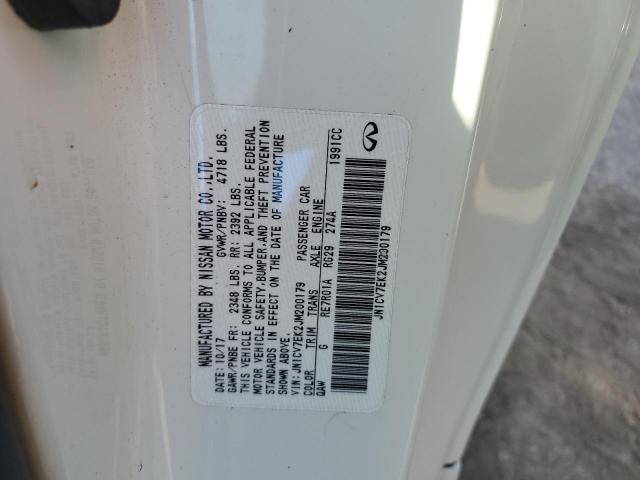 MANUFACTURED BY NISSAN MOTOR CO.,LTD.
DATE: 10/17 GVWR/PNBV: 4718 LBS.
GAWR/PNBE FR: 2348 LBS. RR: 2392 LBS.
THIS VEHICLE CONFORMS TO ALL APPLICABLE FEDERAL
MOTOR VEHICLE SAFETY,BUMPER,AND THEFT PREVENTION
STANDARDS IN EFFECT ON THE DATE OF MANUFACTURE
SHOWN ABOVE.
VIN: JN1CV7EK2JM200179 PASSENGER CAR
COLOR TRIM TRANS AXLE ENGINE
QAW G RE7R01A RG29 274A 1991CC
JN1CV7EK2JM200179